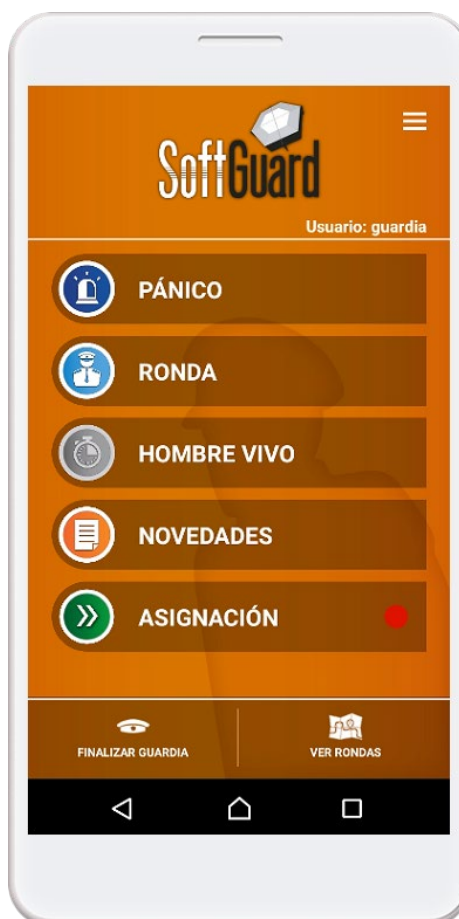 SoftGuard
Usuario: guardia
PÁNICO
RONDA
HOMBRE VIVO
NOVEDADES
ASIGNACIÓN
FINALIZAR GUARDIA
VER RONDAS